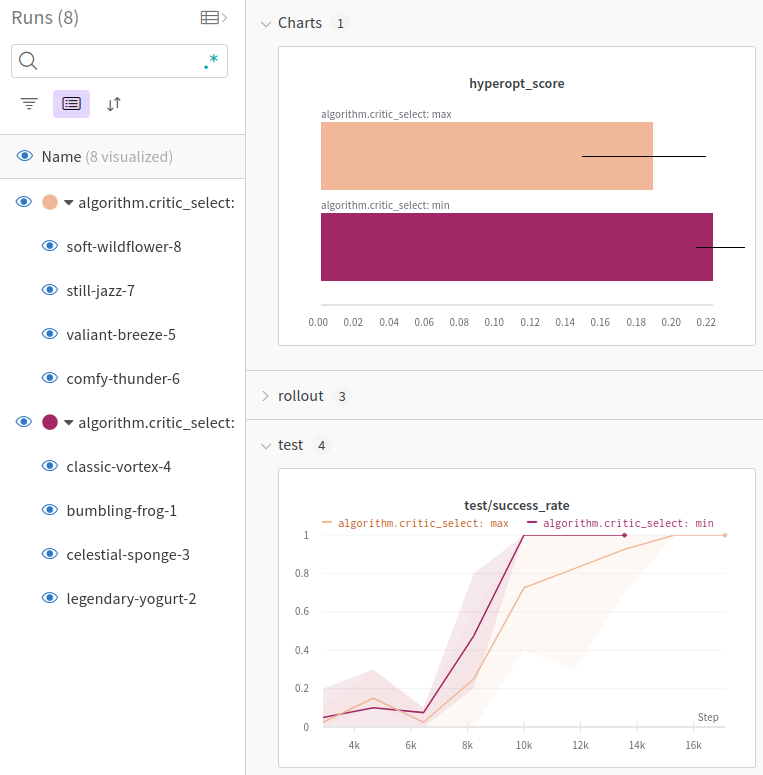 Runs (8)
.*
Name (8 visualized)
algorithm.critic_select:
soft-wildflower-8
still-jazz-7
valiant-breeze-5
comfy-thunder-6
algorithm.critic_select:
classic-vortex-4
bumbling-frog-1
celestial-sponge-3
legendary-yogurt-2
Charts 1
hyperopt_score
algorithm.critic_select: max
algorithm.critic_select: min
0.00 0.02 0.04 0.06 0.08 0.10 0.12 0.14 0.16 0.18 0.20 0.22
rollout 3
test 4
test/success_rate
algorithm.critic_select: max algorithm.critic_select: min
1
0.8
0.6
0.4
0.2
0
Step
4k 6k 8k 10k 12k 14k 16k